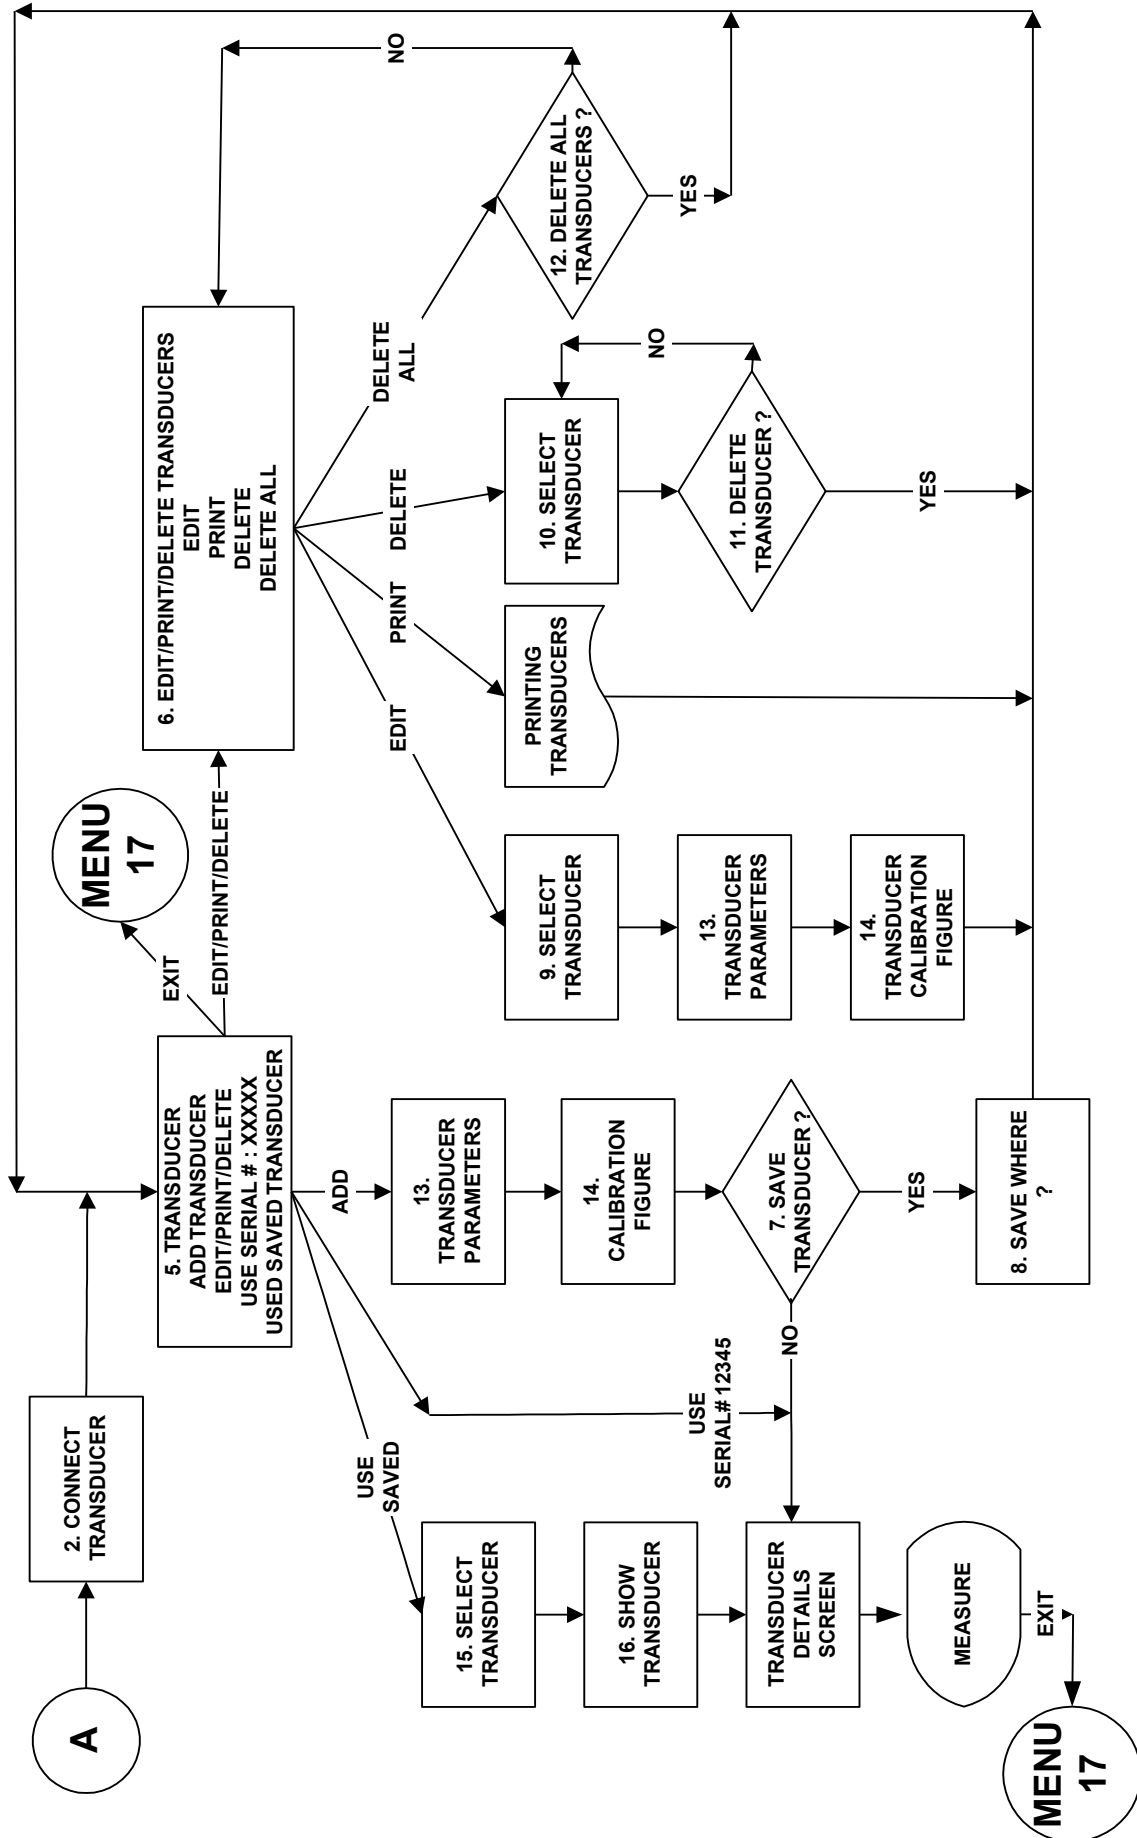 A
2. CONNECT
TRANSDUCER
5. TRANSDUCER
ADD TRANSDUCER
EDIT/PRINT/DELETE
USE SERIAL # : XXXXX
USED SAVED TRANSDUCER
EXIT
MENU
17
EDIT/PRINT/DELETE
6. EDIT/PRINT/DELETE TRANSDUCERS
EDIT
PRINT
DELETE
DELETE ALL
NO
USE
SAVED
ADD
EDIT
PRINT
DELETE
DELETE
ALL
15. SELECT
TRANSDUCER
16. SHOW
TRANSDUCER
TRANSDUCER
DETAILS
SCREEN
MEASURE
EXIT
MENU
17
USE
SERIAL# 12345
13.
TRANSDUCER
PARAMETERS
14.
CALIBRATION
FIGURE
7. SAVE
TRANSDUCER ?
NO
YES
8. SAVE WHERE
?
9. SELECT
TRANSDUCER
13.
TRANSDUCER
PARAMETERS
14.
TRANSDUCER
CALIBRATION
FIGURE
PRINTING
TRANSDUCERS
10. SELECT
TRANSDUCER
NO
11. DELETE
TRANSDUCER ?
YES
12. DELETE ALL
TRANSDUCERS ?
YES